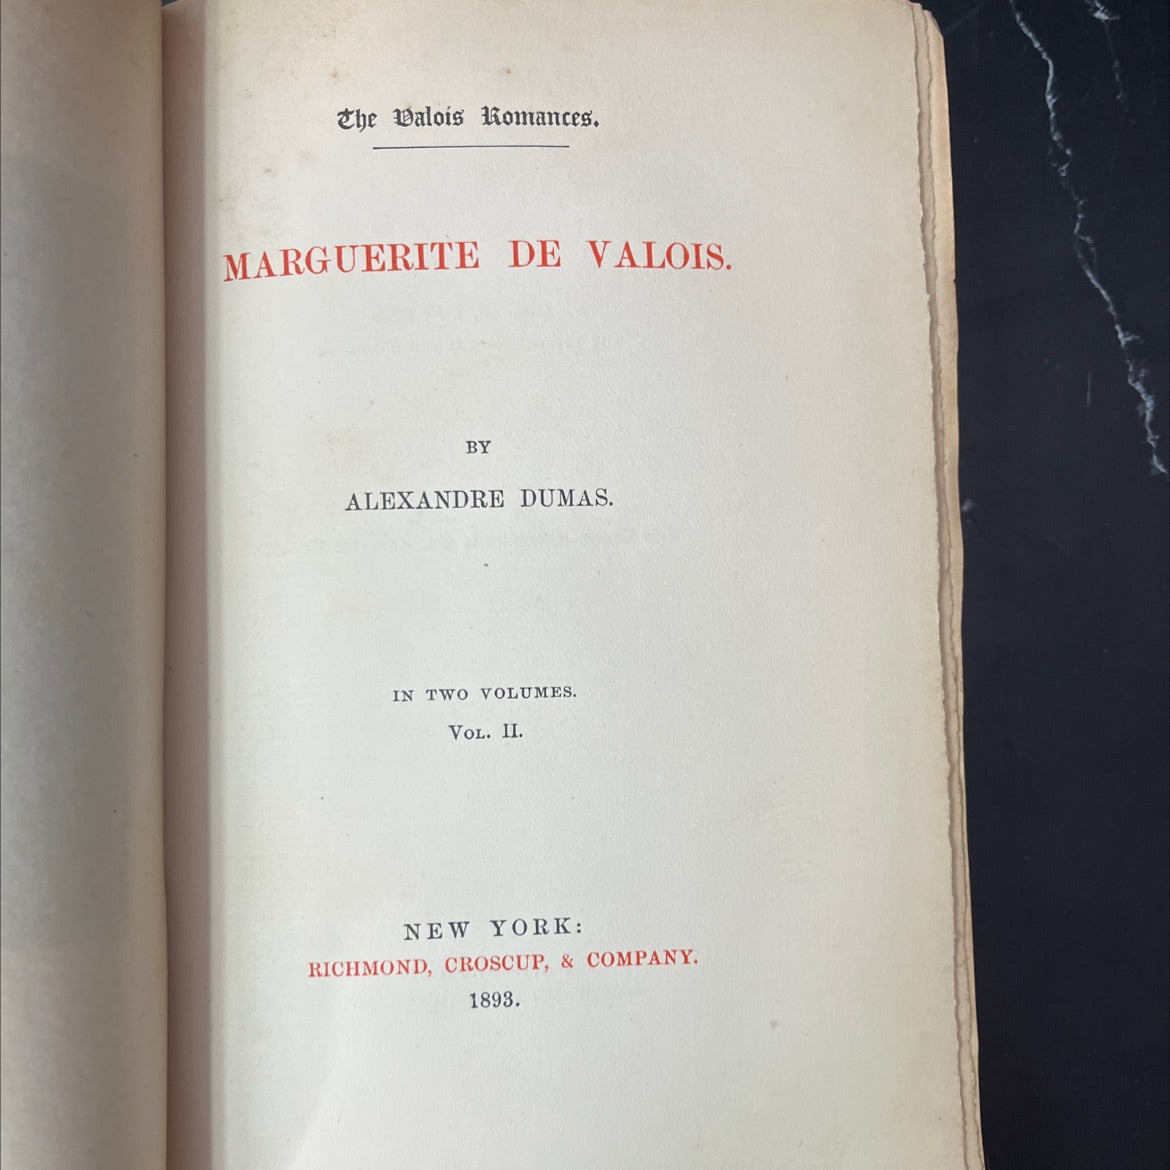 The Valois Romances.
MARGUERITE DE VALOIS.
BY
ALEXANDRE DUMAS.
IN TWO VOLUMES.
VOL. II.
NEW YORK:
RICHMOND, CROSCUP, & COMPANY.
1893.